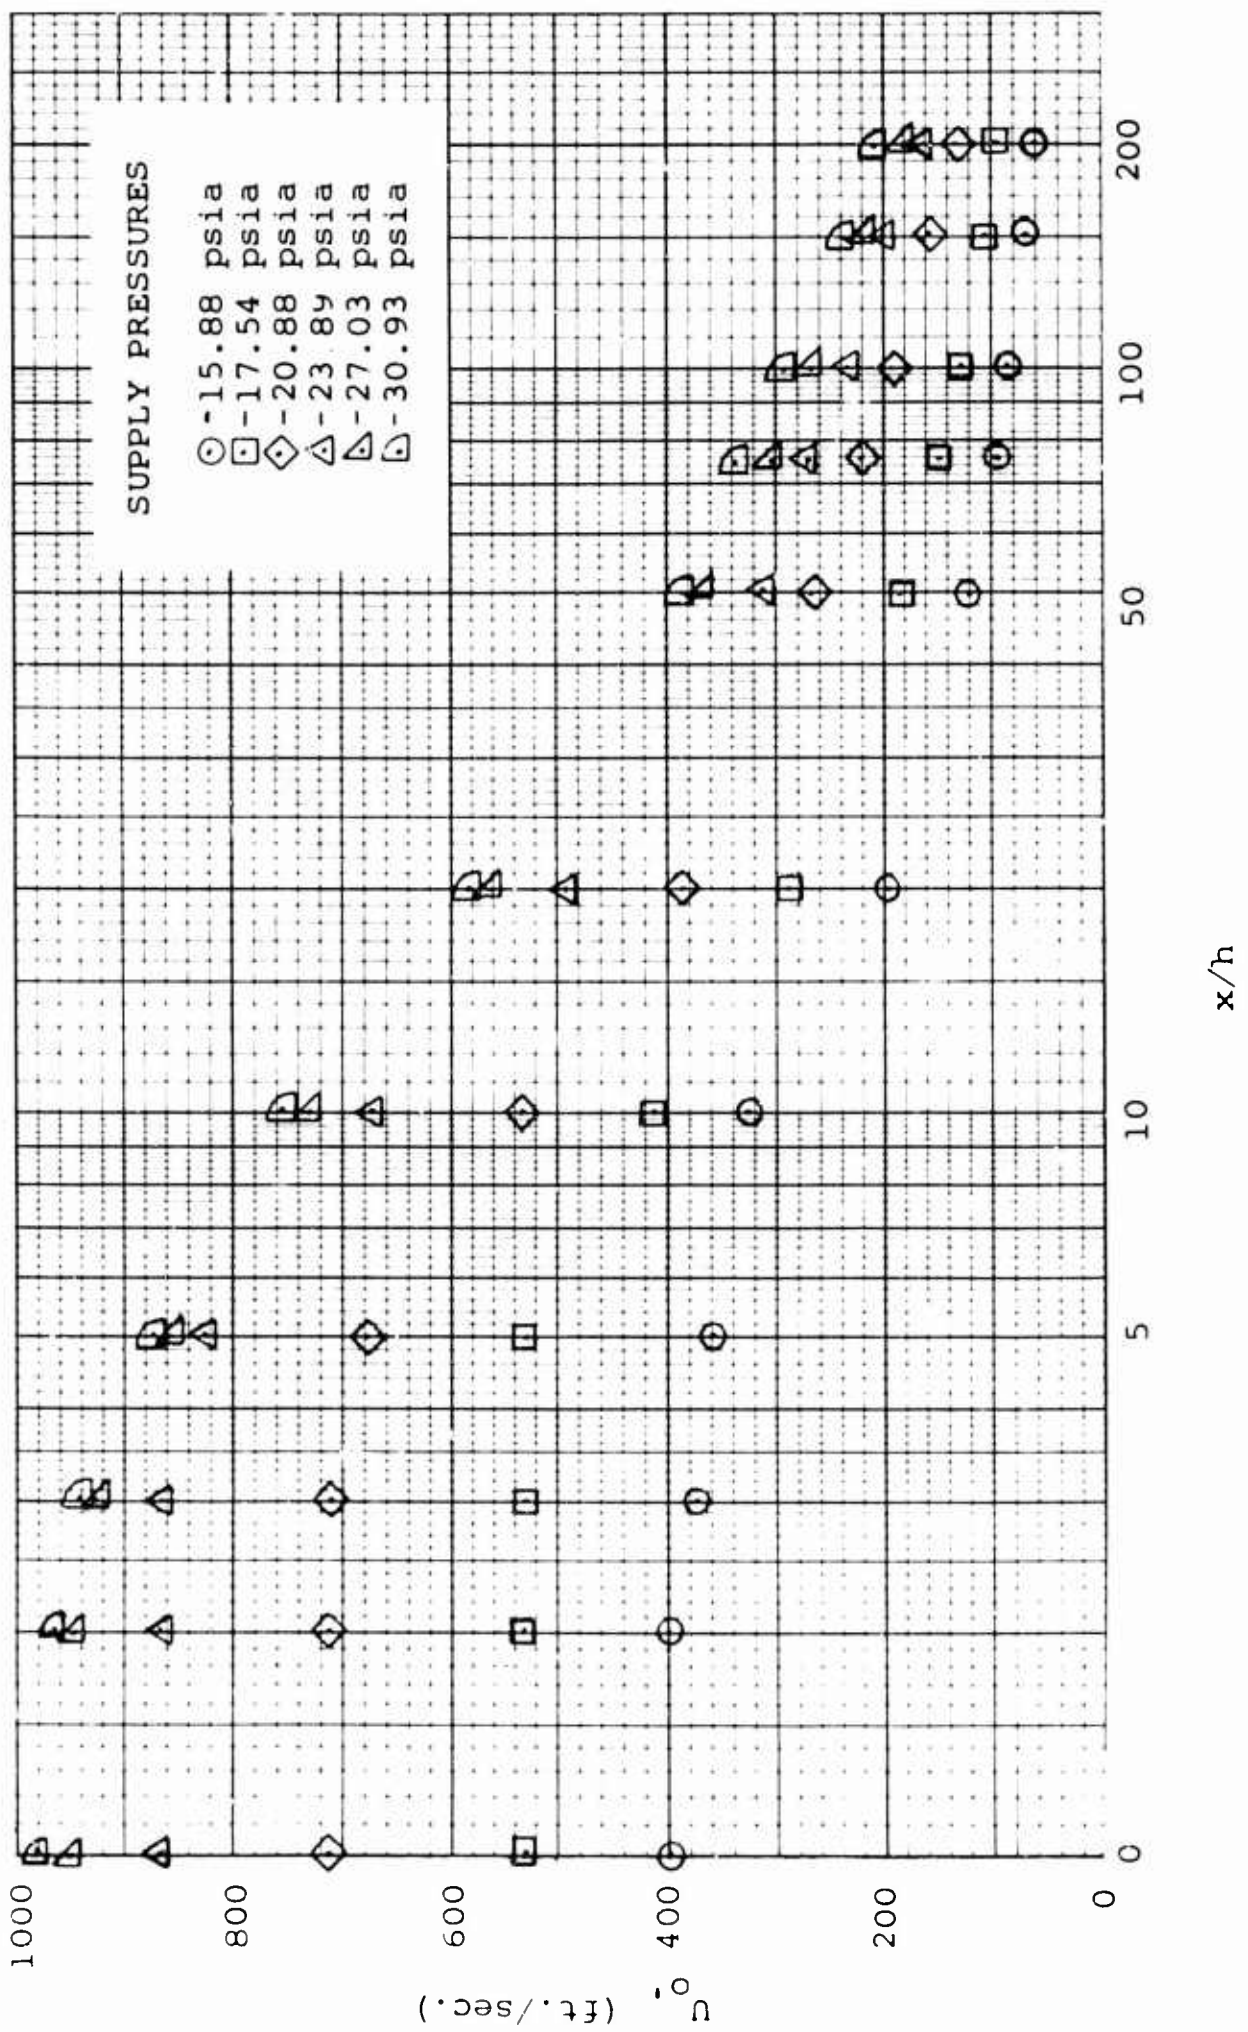 SUPPLY PRESSURES
-15.88 psia
-17.54 psia
-20.88 psia
-23.89 psia
-27.03 psia
-30.93 psia
1000
800
600
400
200
0
U₀, (ft./sec.)
0
5
10
50
100
200
x/h